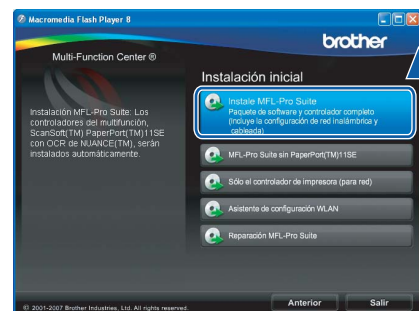 Macromedia Flash Player 8
brother
Multi-Function Center ®
Instalación MFL-Pro Suite: Los
controladores del multifunción,
ScanSoft(TM) PaperPort(TM)11SE
con OCR de NUANCE(TM), serán
instalados automáticamente.
Instalación inicial
Instale MFL-Pro Suite
Paquete de software y controlador completo
(Incluye la configuración de red inalámbrica y
cableada)
MFL-Pro Suite sin PaperPort(TM)11SE
Sólo el controlador de impresora (para red)
Asistente de configuración WLAN
Reparación MFL-Pro Suite
© 2001-2007 Brother Industries, Ltd. All rights reserved.
Anterior
Salir